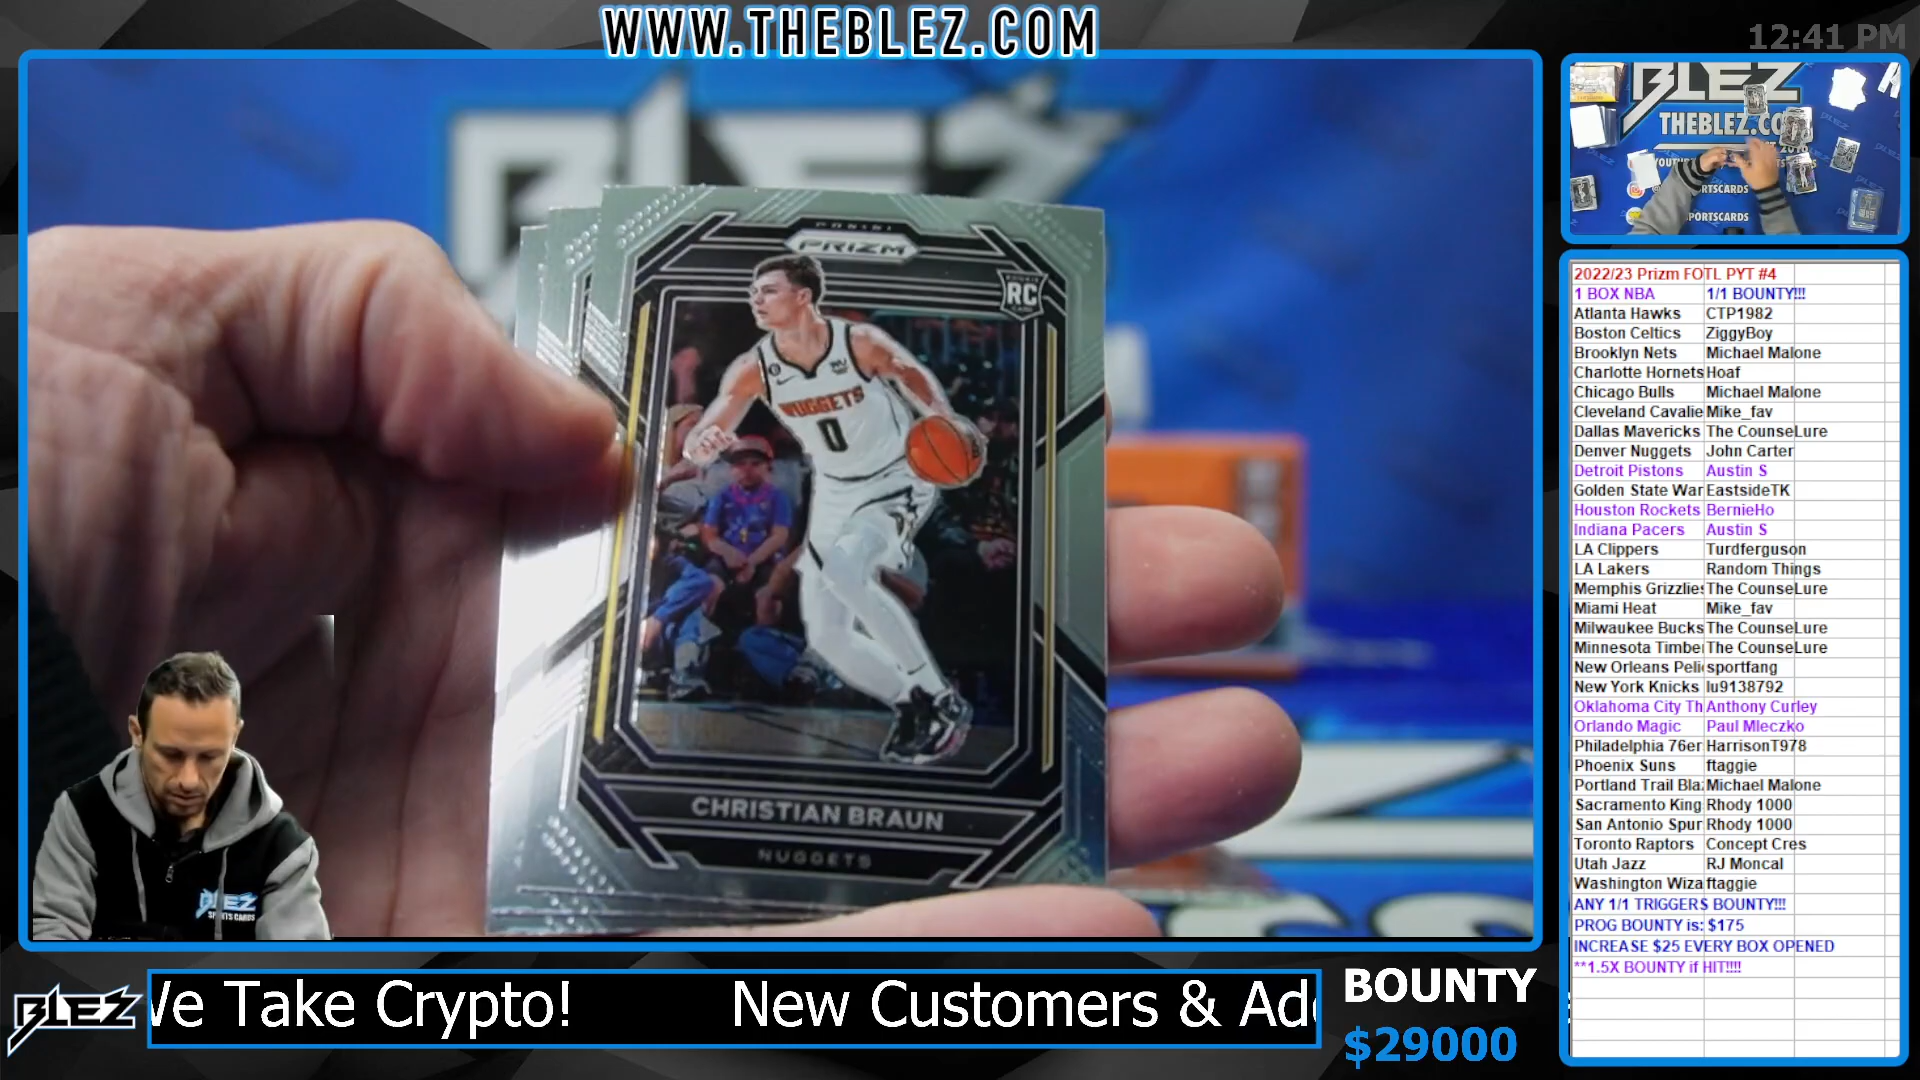 WWW.THEBLEZ.COM
12:41 PM
BLEZ
PANINI
PRIZM
RC
NUGGETS
0
CHRISTIAN BRAUN
NUGGETS
BLEZ
SPORTS CARDS
BLEZ
THEBLEZ.CO
2022/23 Prizm FOTL PYT #4
1 BOX NBA 1/1 BOUNTY!!!
Atlanta Hawks CTP1982
Boston Celtics ZiggyBoy
Brooklyn Nets Michael Malone
Charlotte Hornets Hoaf
Chicago Bulls Michael Malone
Cleveland Cavalie Mike_fav
Dallas Mavericks The CounseLure
Denver Nuggets John Carter
Detroit Pistons Austin S
Golden State War EastsideTK
Houston Rockets BernieHo
Indiana Pacers Austin S
LA Clippers Turdferguson
LA Lakers Random Things
Memphis Grizzlies The CounseLure
Miami Heat Mike_fav
Milwaukee Bucks The CounseLure
Minnesota Timber The CounseLure
New Orleans Peli sportfang
New York Knicks lu9138792
Oklahoma City Th Anthony Curley
Orlando Magic Paul Mleczko
Philadelphia 76er HarrisonT978
Phoenix Suns ftaggie
Portland Trail Bla Michael Malone
Sacramento King Rhody 1000
San Antonio Spur Rhody 1000
Toronto Raptors Concept Cres
Utah Jazz RJ Moncal
Washington Wiza ftaggie
ANY 1/1 TRIGGERS BOUNTY!!!
PROG BOUNTY is: $175
INCREASE $25 EVERY BOX OPENED
**1.5X BOUNTY if HIT!!!!
BLEZ
We Take Crypto! New Customers & Ad
BOUNTY
$29000